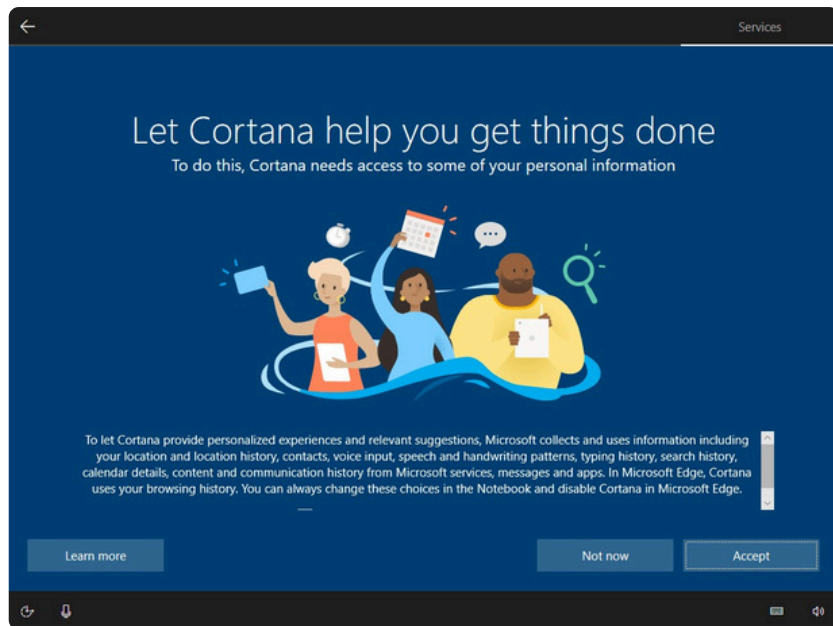 Services
Let Cortana help you get things done
To do this, Cortana needs access to some of your personal information
To let Cortana provide personalized experiences and relevant suggestions, Microsoft collects and uses information including
your location and location history, contacts, voice input, speech and handwriting patterns, typing history, search history,
calendar details, content and communication history from Microsoft services, messages and apps. In Microsoft Edge, Cortana
uses your browsing history. You can always change these choices in the Notebook and disable Cortana in Microsoft Edge.
Learn more
Not now
Accept